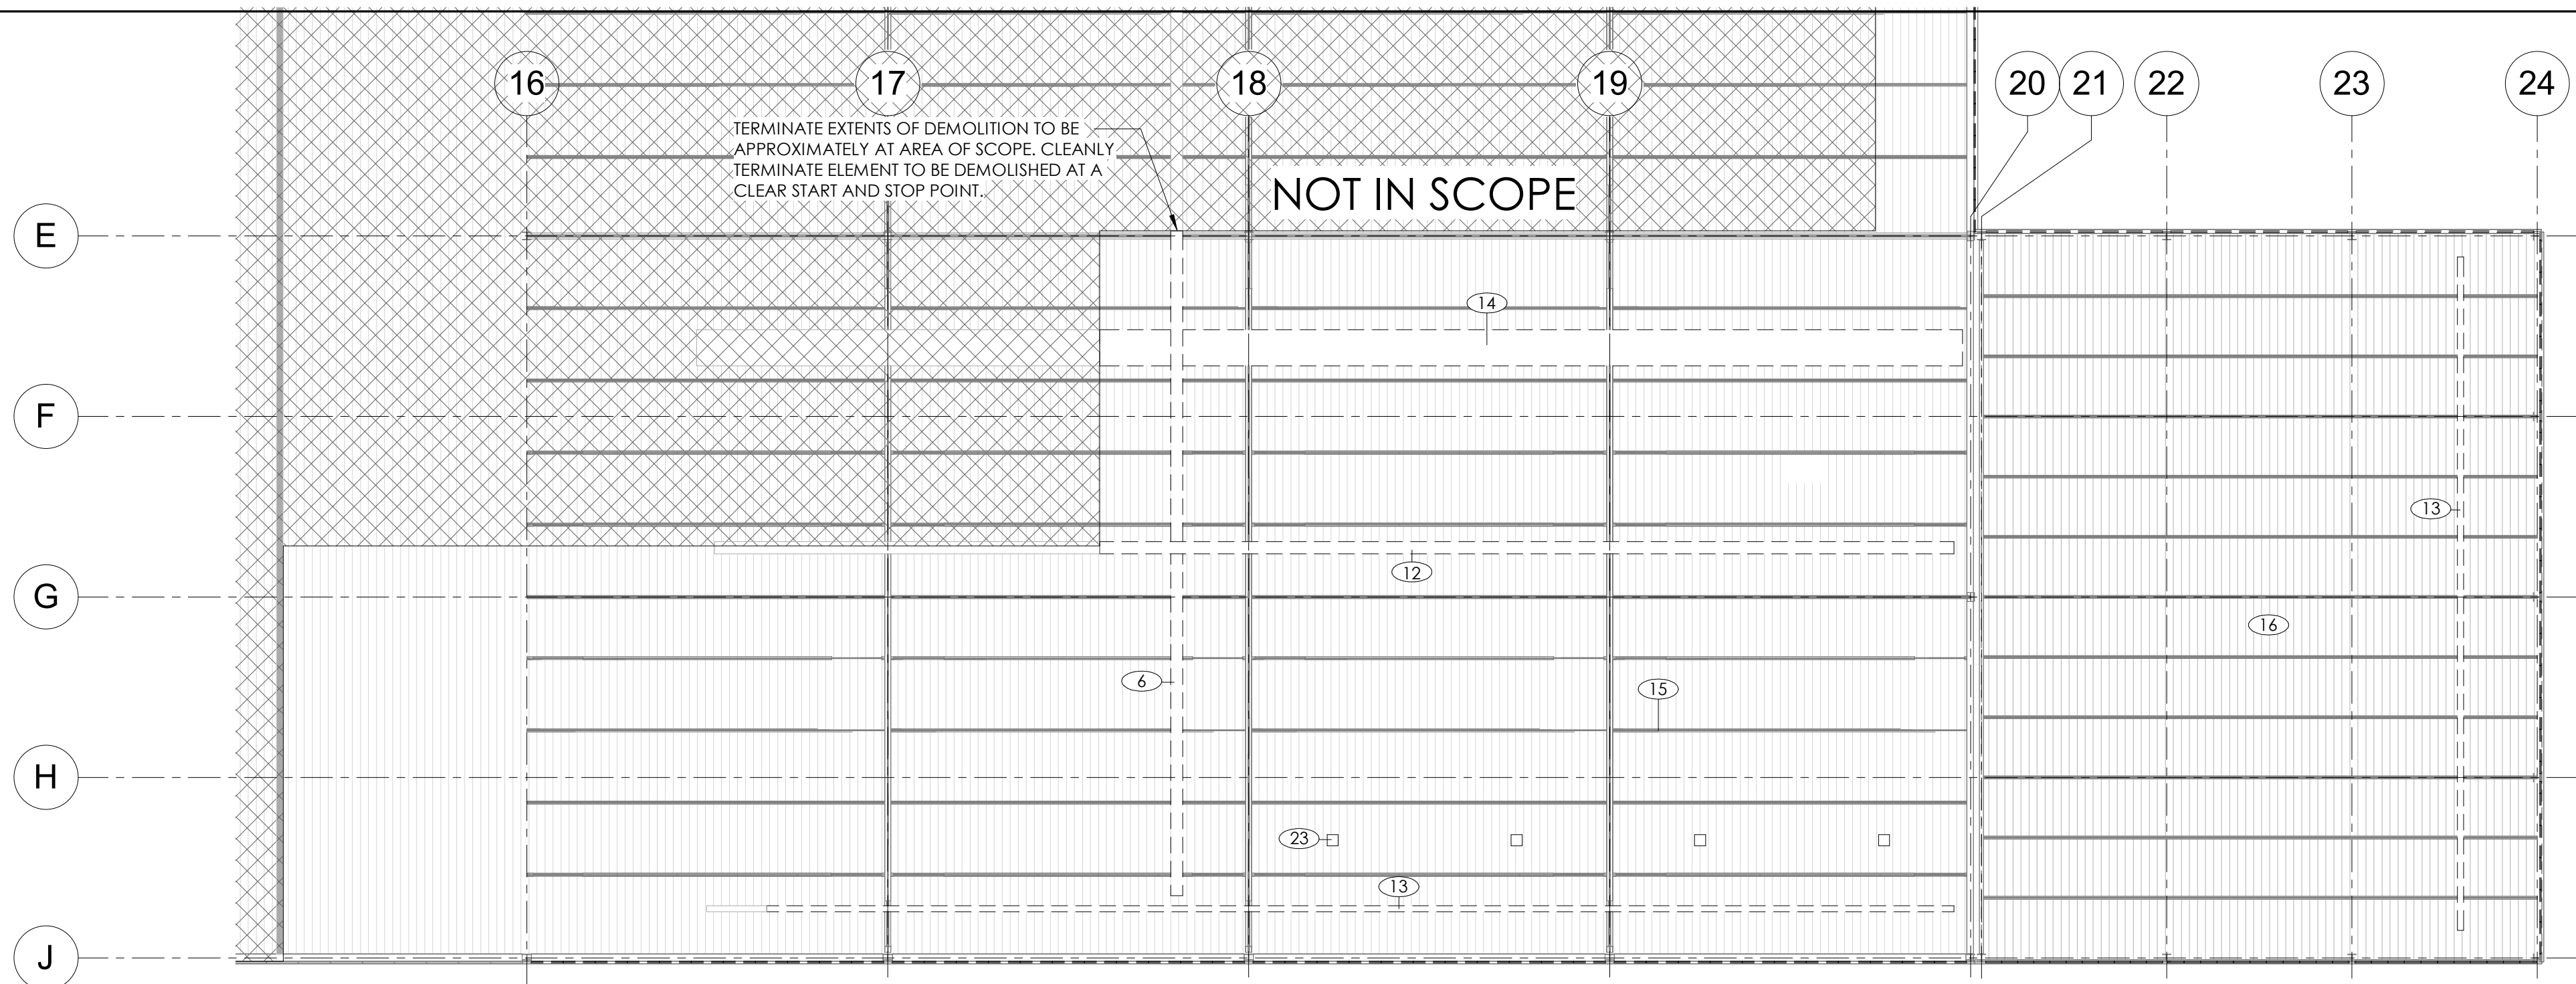 16
17
18
19
20
21
22
23
24
TERMINATE EXTENTS OF DEMOLITION TO BE
APPROXIMATELY AT AREA OF SCOPE. CLEANLY
TERMINATE ELEMENT TO BE DEMOLISHED AT A
CLEAR START AND STOP POINT.
NOT IN SCOPE
E
14
F
13
12
G
16
6
15
H
23
13
J